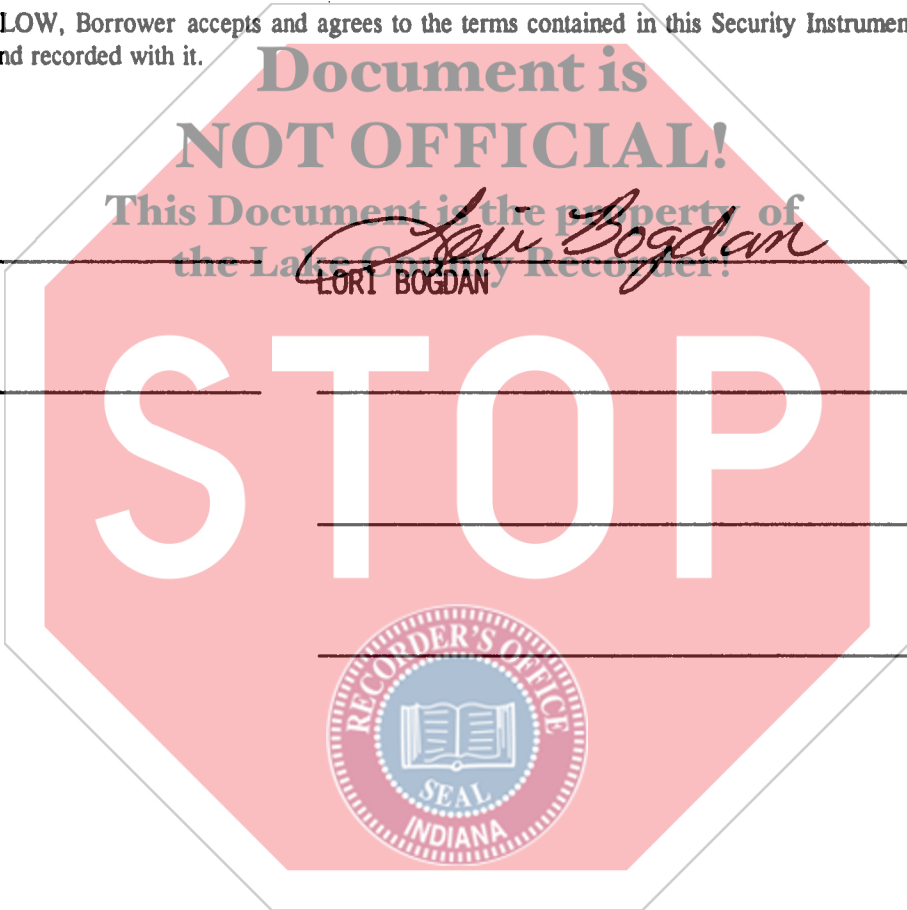 LOW, Borrower accepts and agrees to the terms contained in this Security Instrumen
nd recorded with it.
Document is
NOT OFFICIAL!
This Document is the property of
the Lake County Recorder!
Lori Bogdan
LORI BOGDAN
STOP
RECORDER'S OFFICE
SEAL
INDIANA